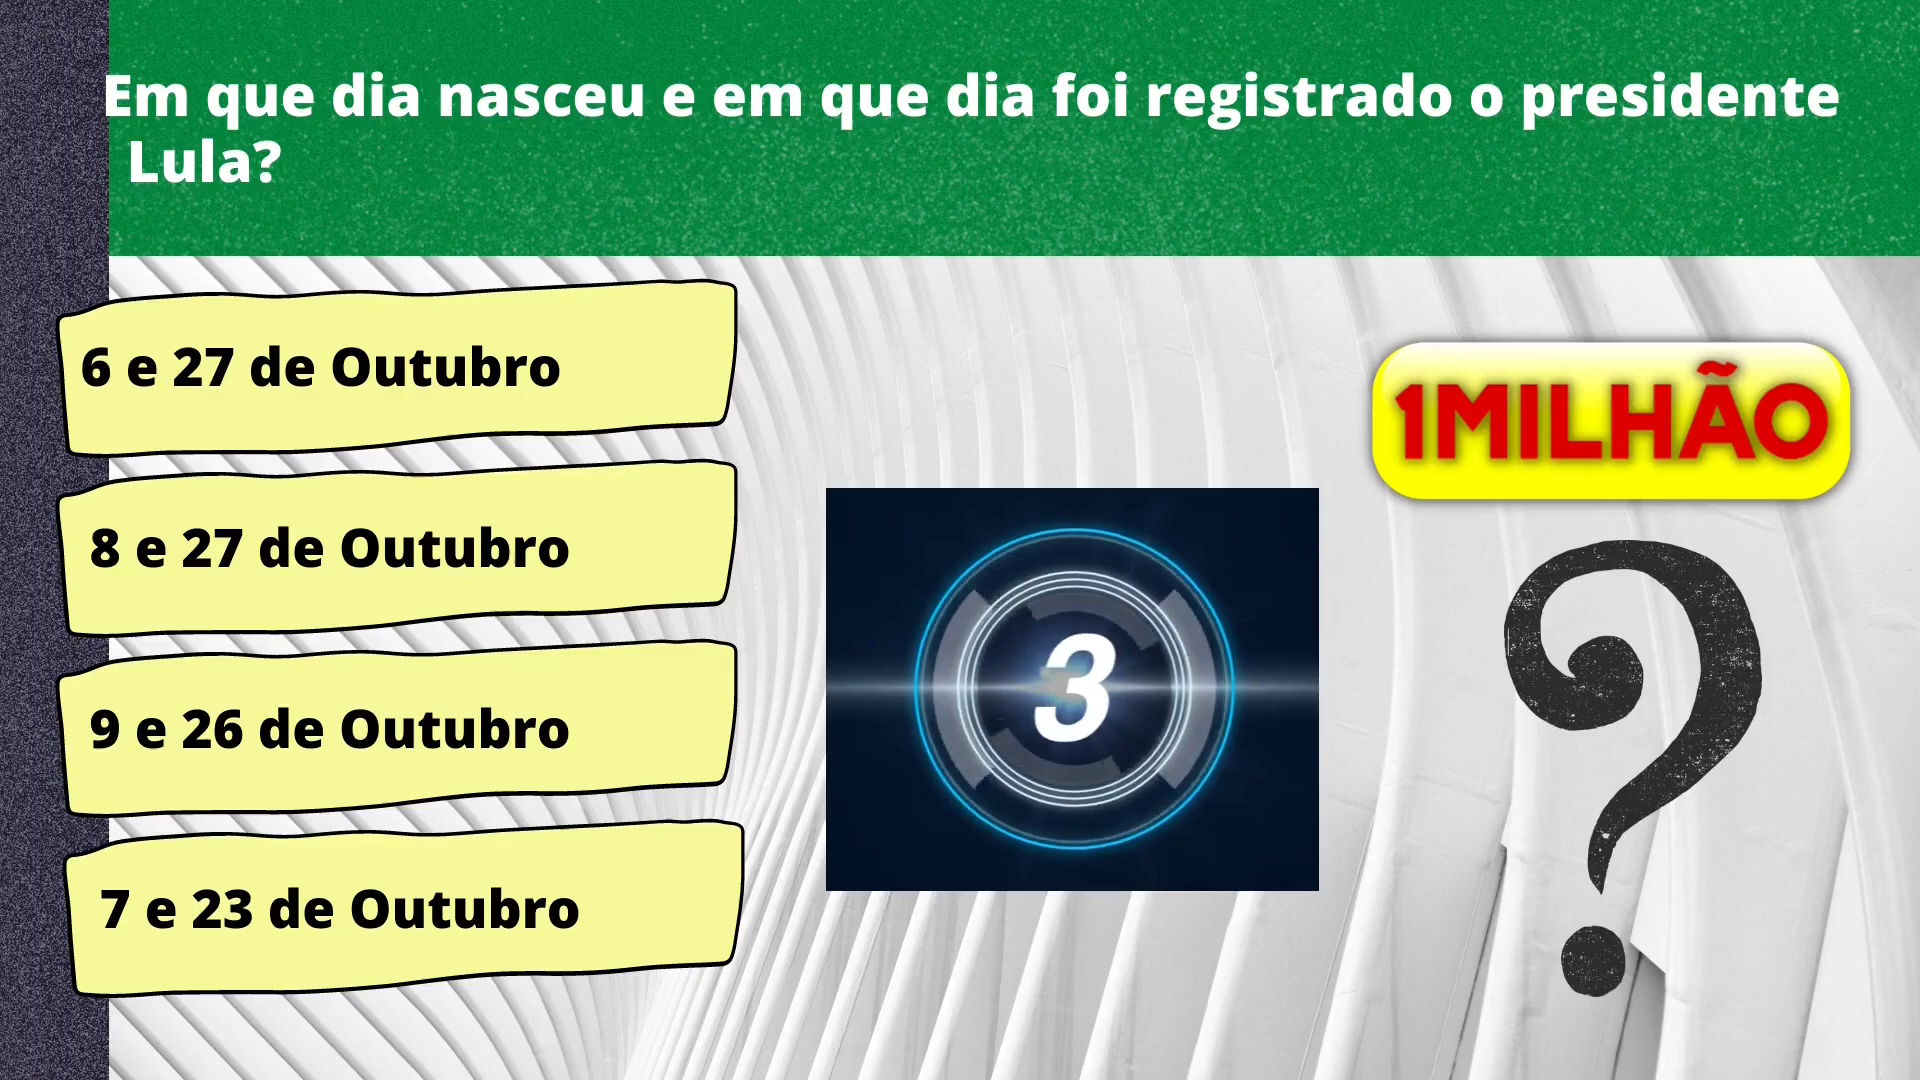 Em que dia nasceu e em que dia foi registrado o presidente
Lula?
6 e 27 de Outubro
8 e 27 de Outubro
9 e 26 de Outubro
7 e 23 de Outubro
3
1MILHÃO
?